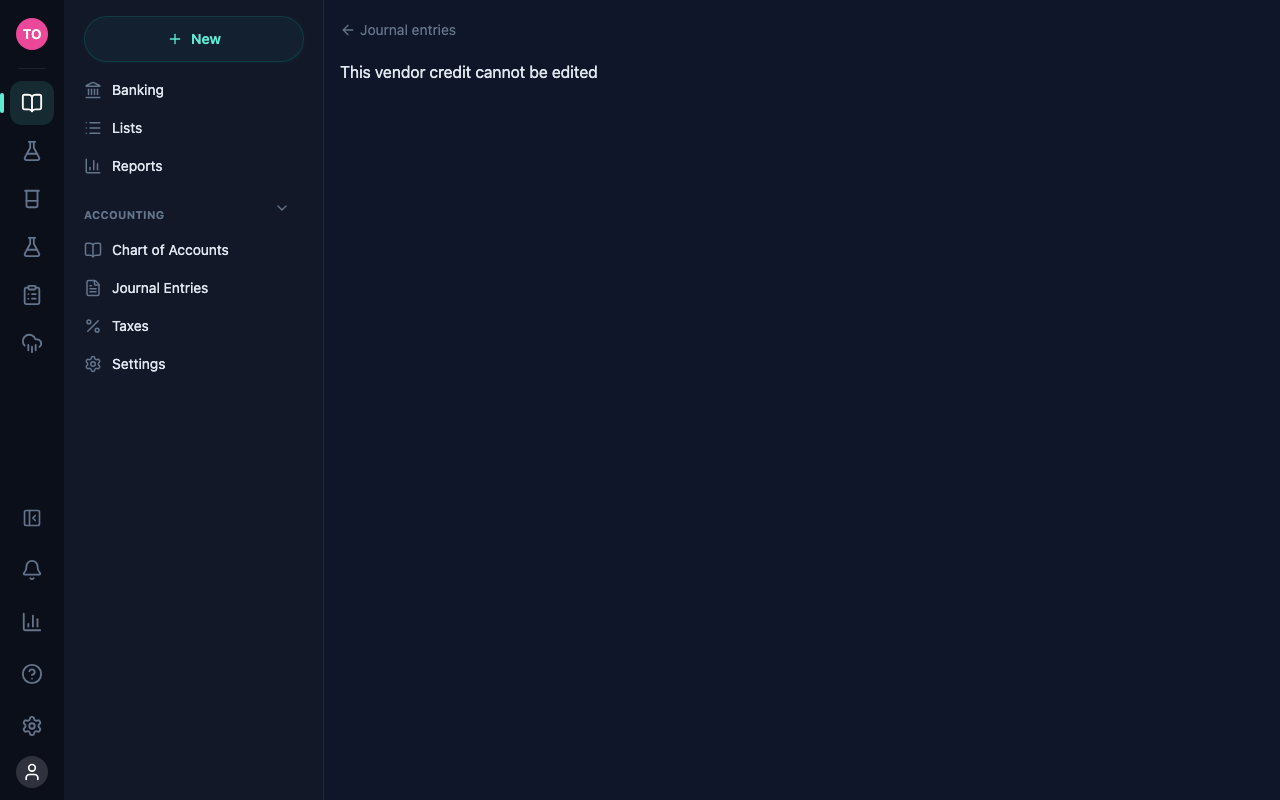 TO
New
Banking
Lists
Reports
ACCOUNTING
Chart of Accounts
Journal Entries
Taxes
Settings
Journal entries
This vendor credit cannot be edited